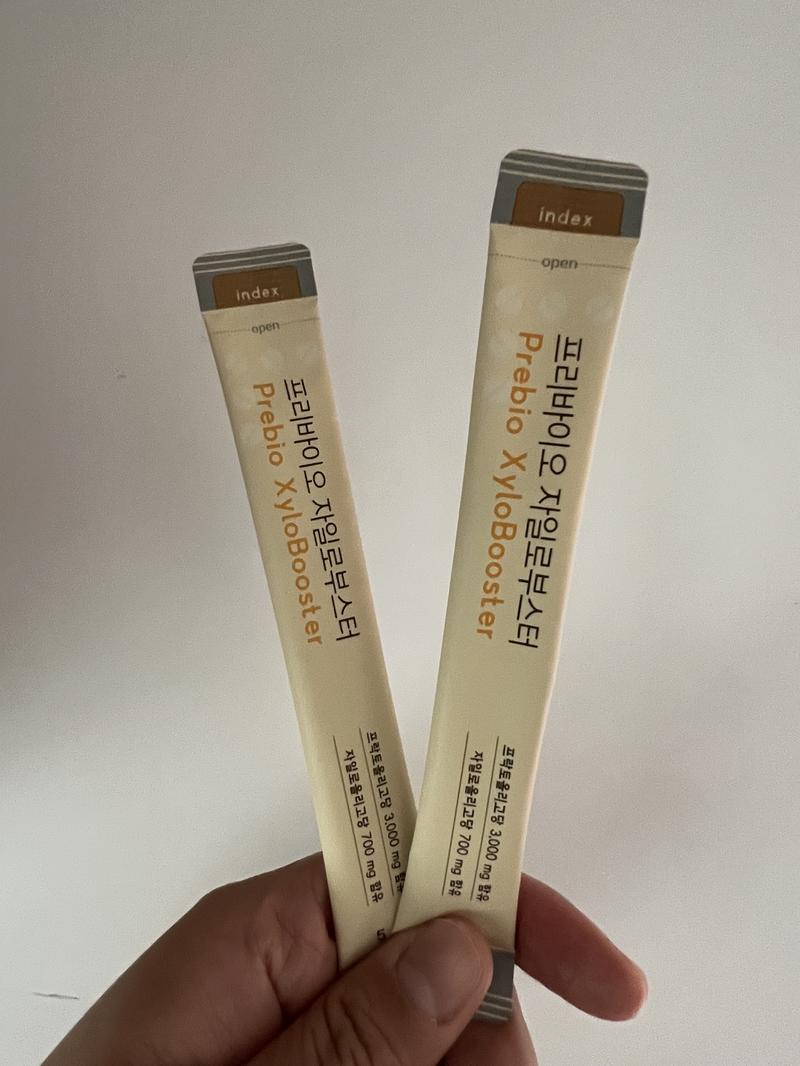 index
open
프리바이오 자일로부스터
Prebio XyloBooster
프락토올리고당 3,000 mg 함유
자일로올리고당 700 mg 함유
5
index
open
프리바이오 자일로부스터
Prebio XyloBooster
프락토올리고당 3,000 mg 함유
자일로올리고당 700 mg 함유